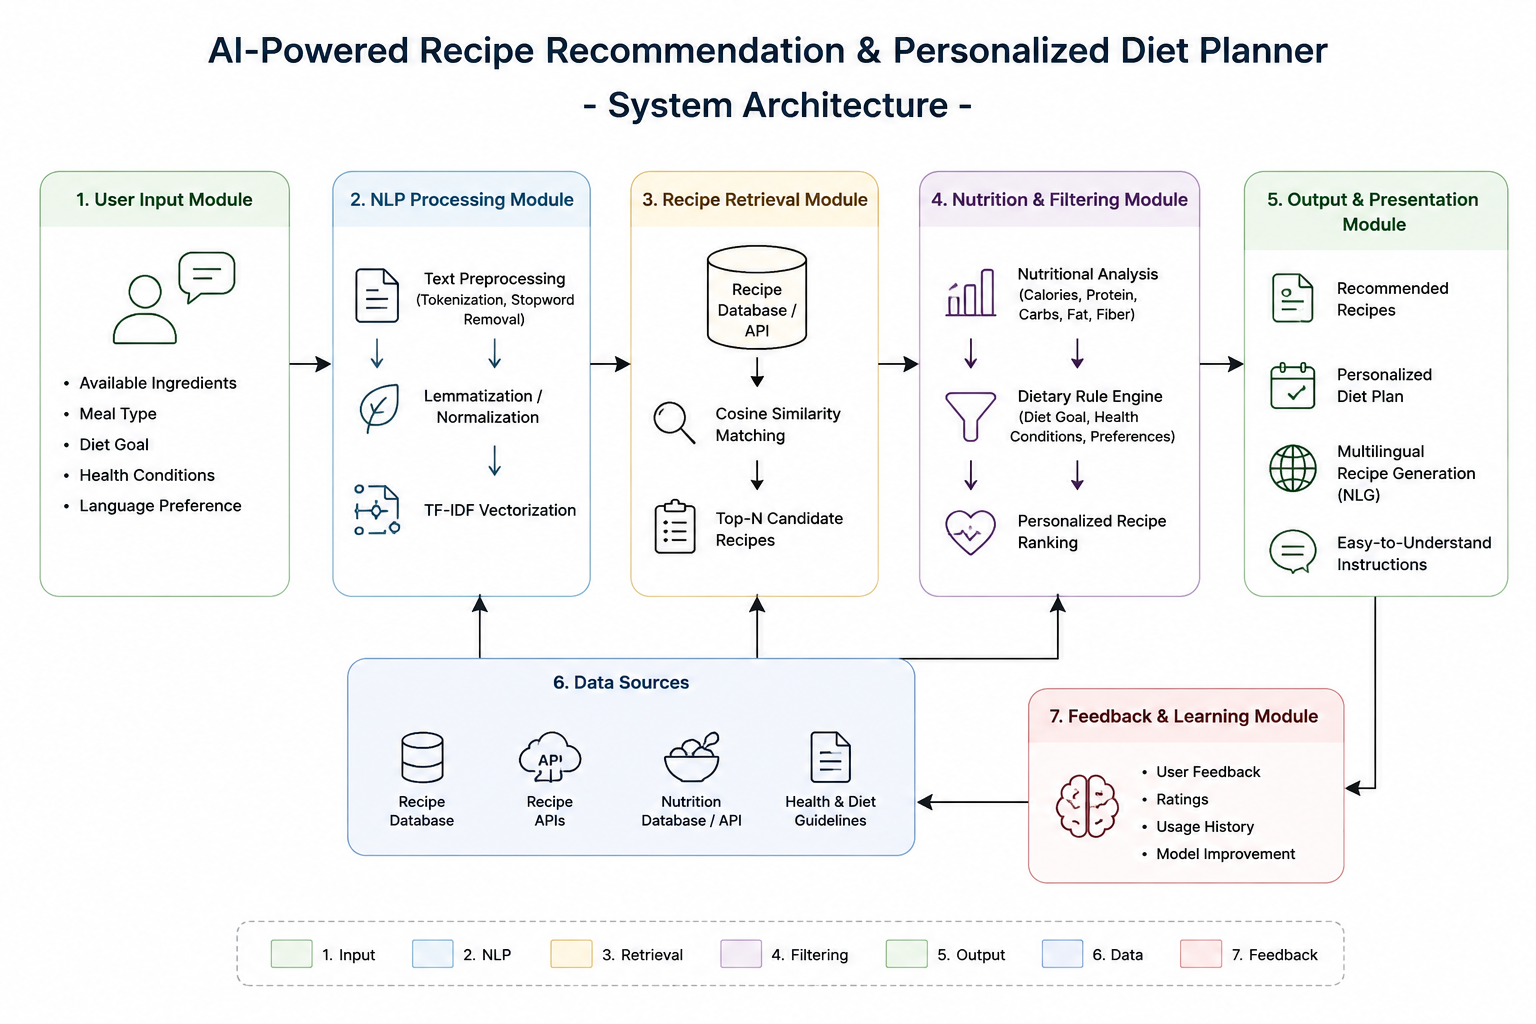 AI-Powered Recipe Recommendation & Personalized Diet Planner
- System Architecture -
1. User Input Module
• Available Ingredients
• Meal Type
• Diet Goal
• Health Conditions
• Language Preference
2. NLP Processing Module
Text Preprocessing
(Tokenization, Stopword
Removal)
Lemmatization /
Normalization
TF-IDF Vectorization
3. Recipe Retrieval Module
Recipe
Database /
API
Cosine Similarity
Matching
Top-N Candidate
Recipes
4. Nutrition & Filtering Module
Nutritional Analysis
(Calories, Protein,
Carbs, Fat, Fiber)
Dietary Rule Engine
(Diet Goal, Health
Conditions, Preferences)
Personalized Recipe
Ranking
5. Output & Presentation
Module
Recommended
Recipes
Personalized
Diet Plan
Multilingual
Recipe Generation
(NLG)
Easy-to-Understand
Instructions
6. Data Sources
Recipe
Database
API
Recipe
APIs
Nutrition
Database / API
Health & Diet
Guidelines
7. Feedback & Learning Module
• User Feedback
• Ratings
• Usage History
• Model Improvement
1. Input
2. NLP
3. Retrieval
4. Filtering
5. Output
6. Data
7. Feedback